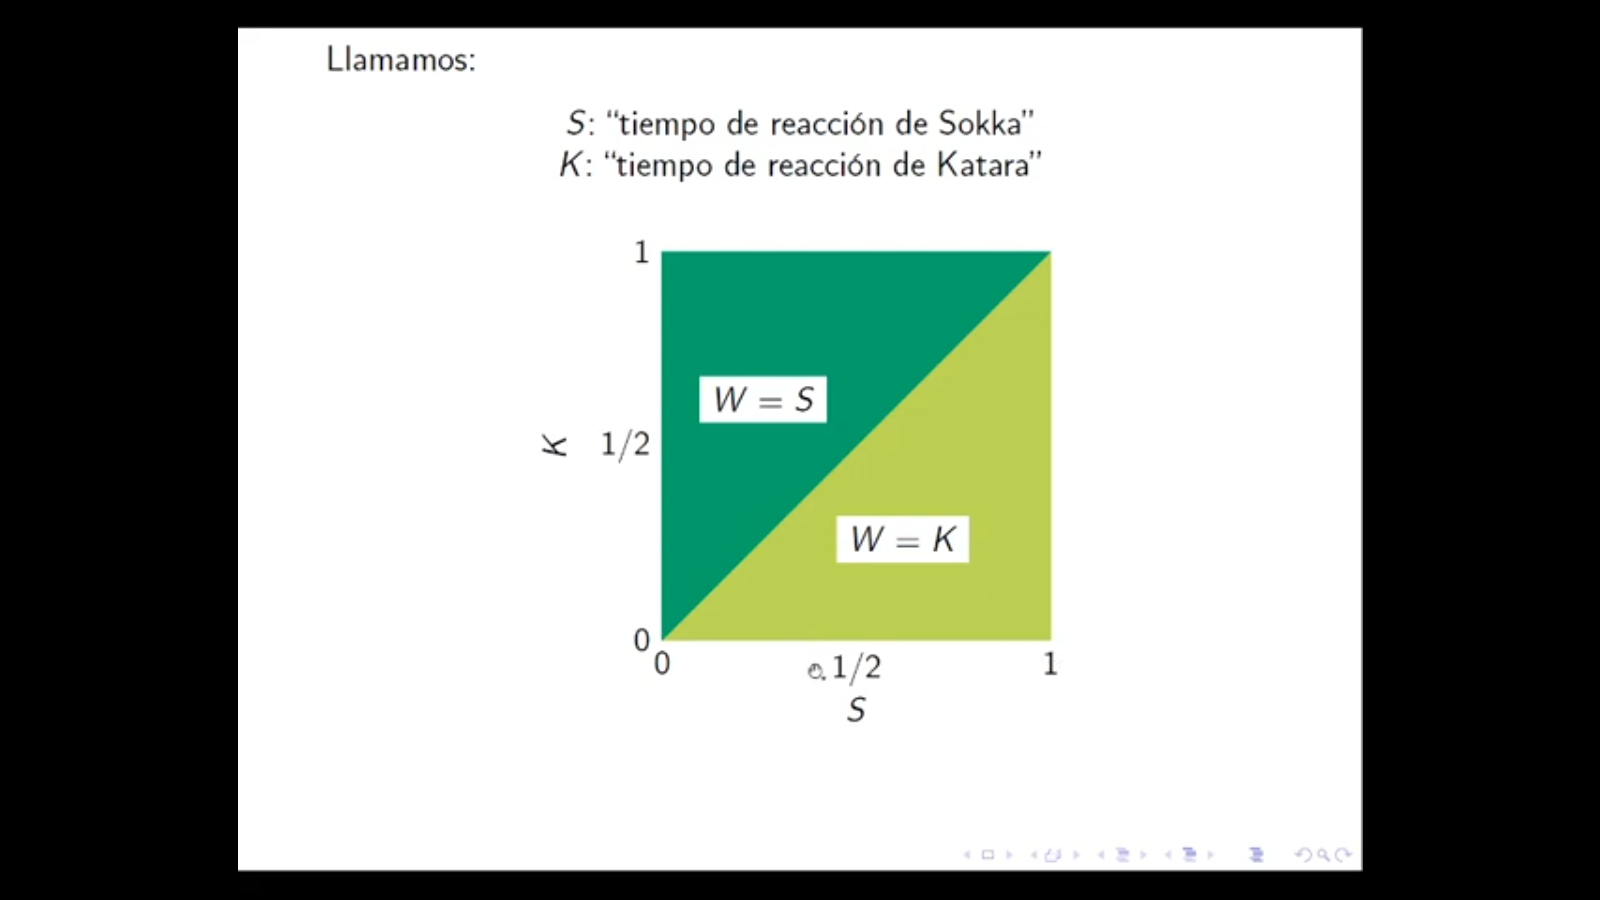 Llamamos:
S: “tiempo de reacción de Sokka”
K: “tiempo de reacción de Katara”
1
W = S
K 1/2
W = K
0
0 1/2 1
S